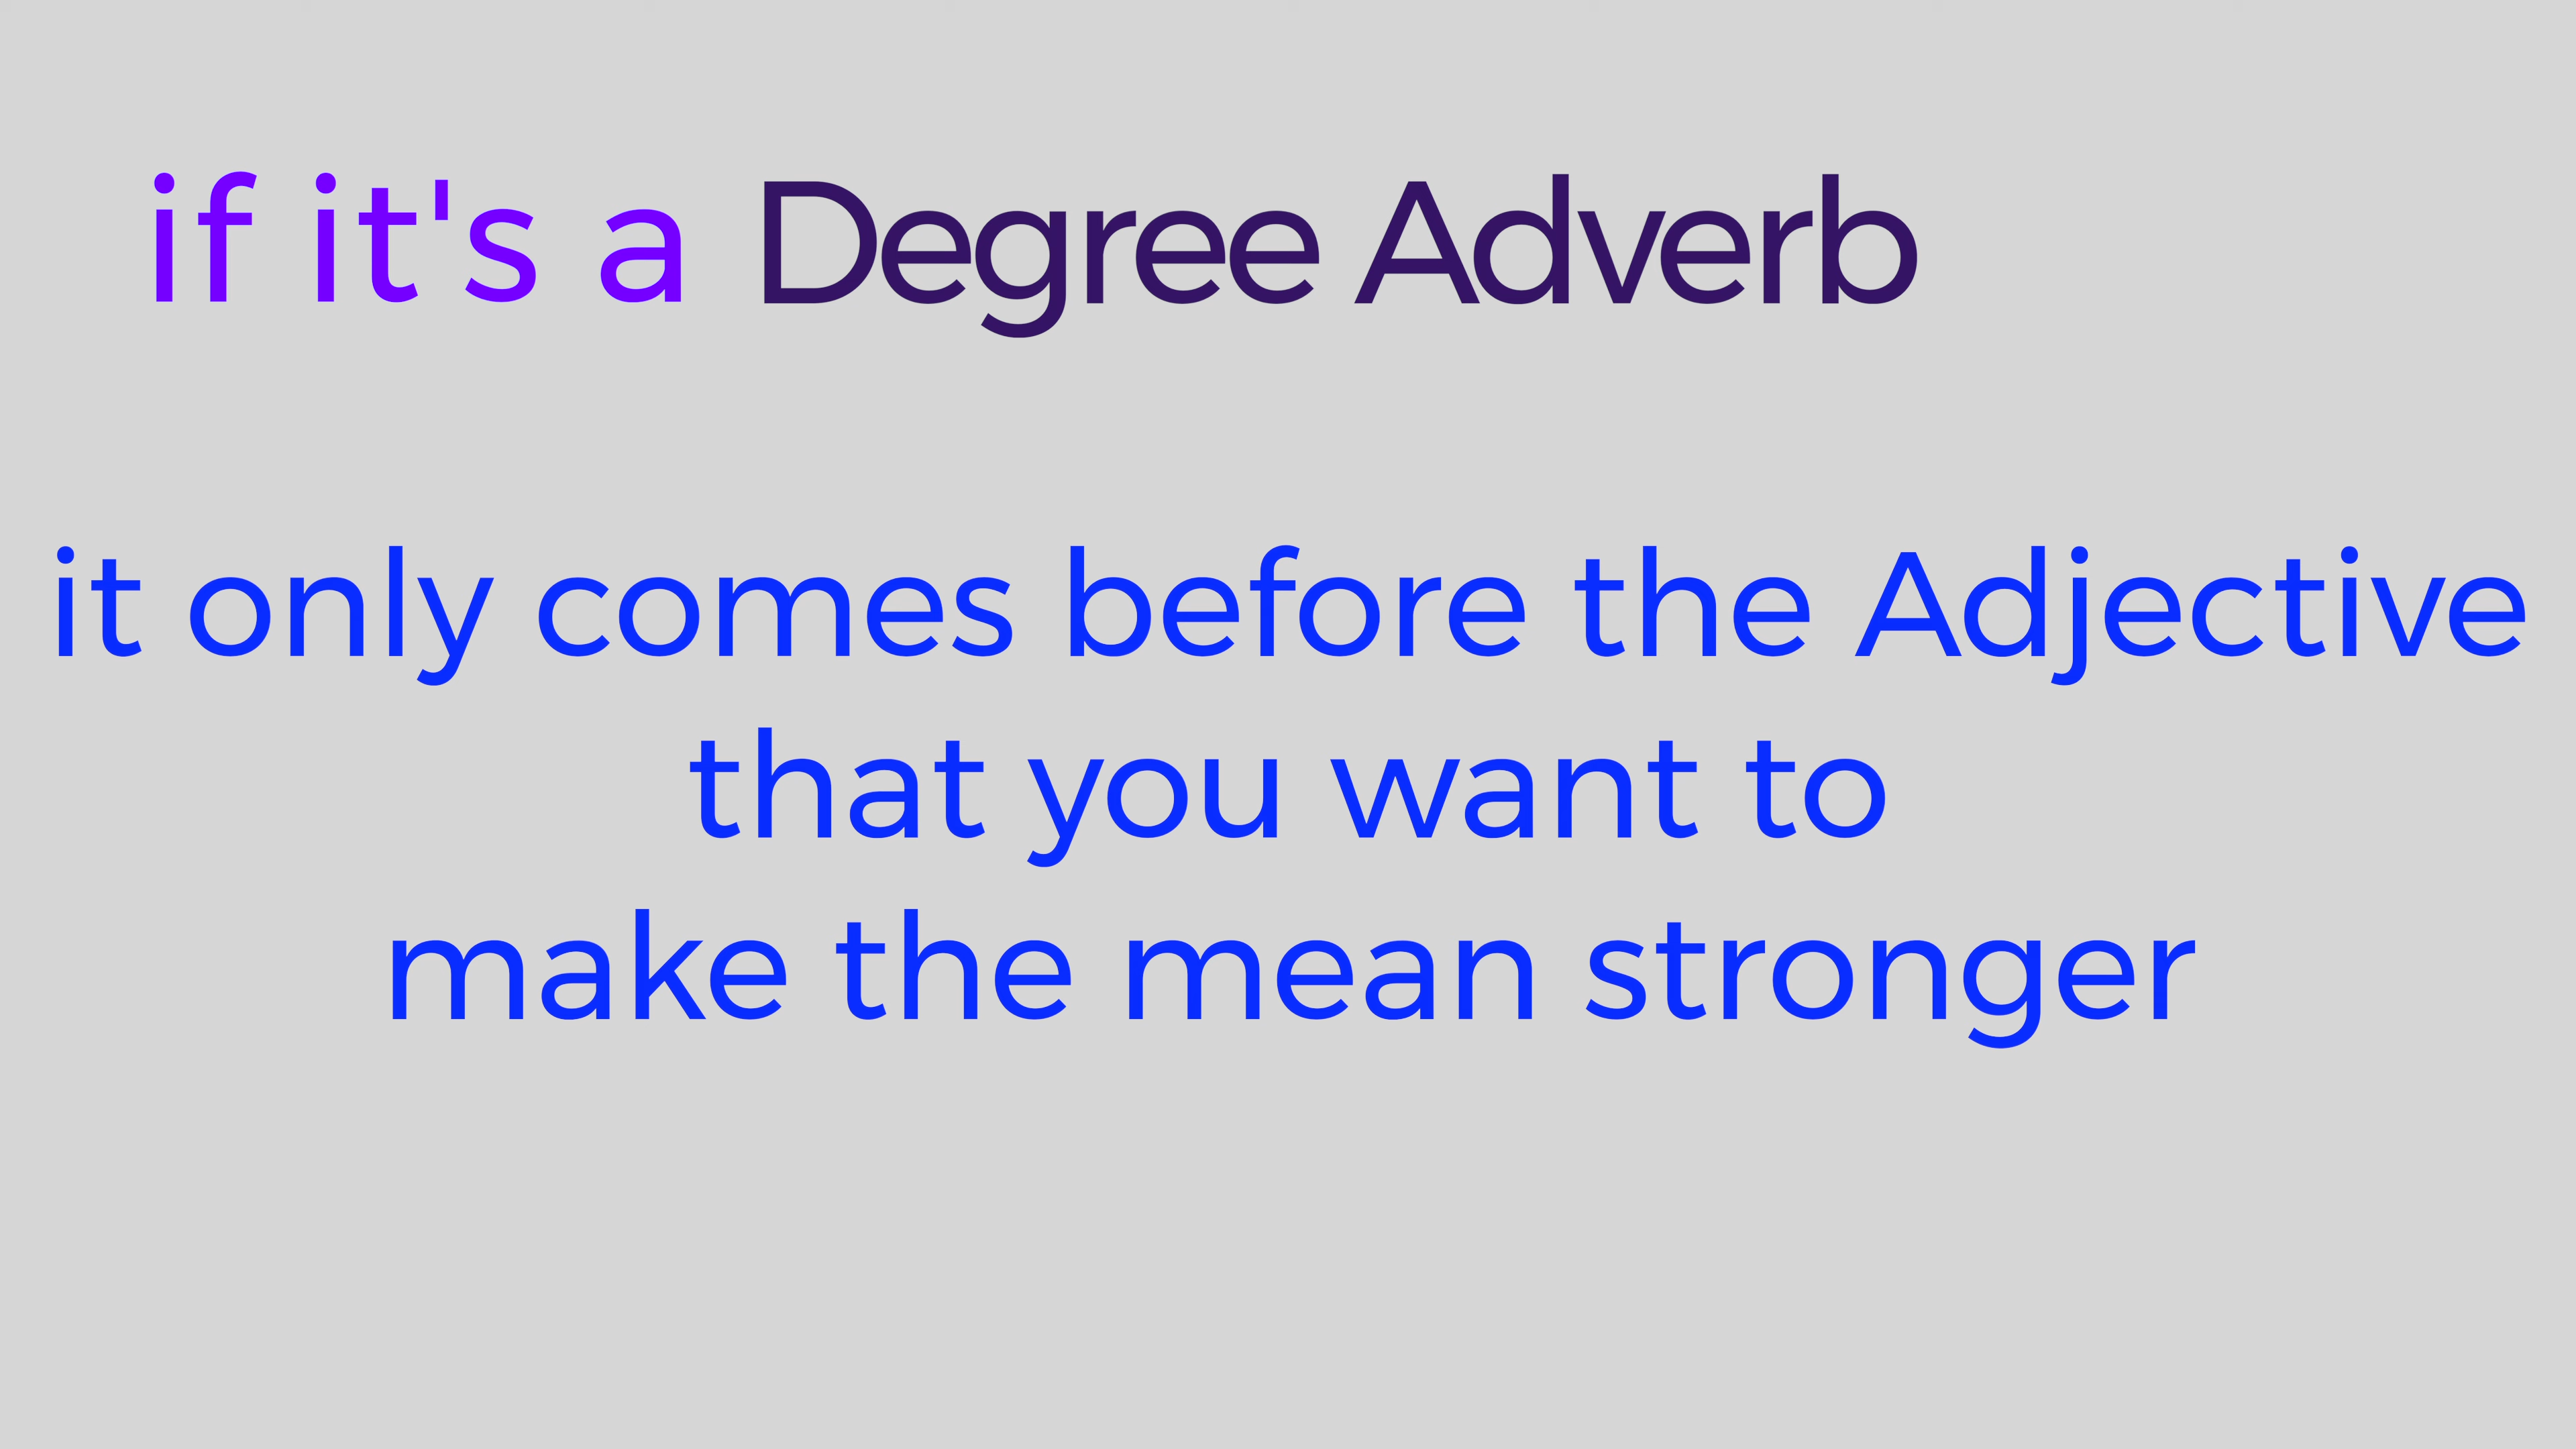 if it's a Degree Adverb
it only comes before the Adjective
that you want to
make the mean stronger